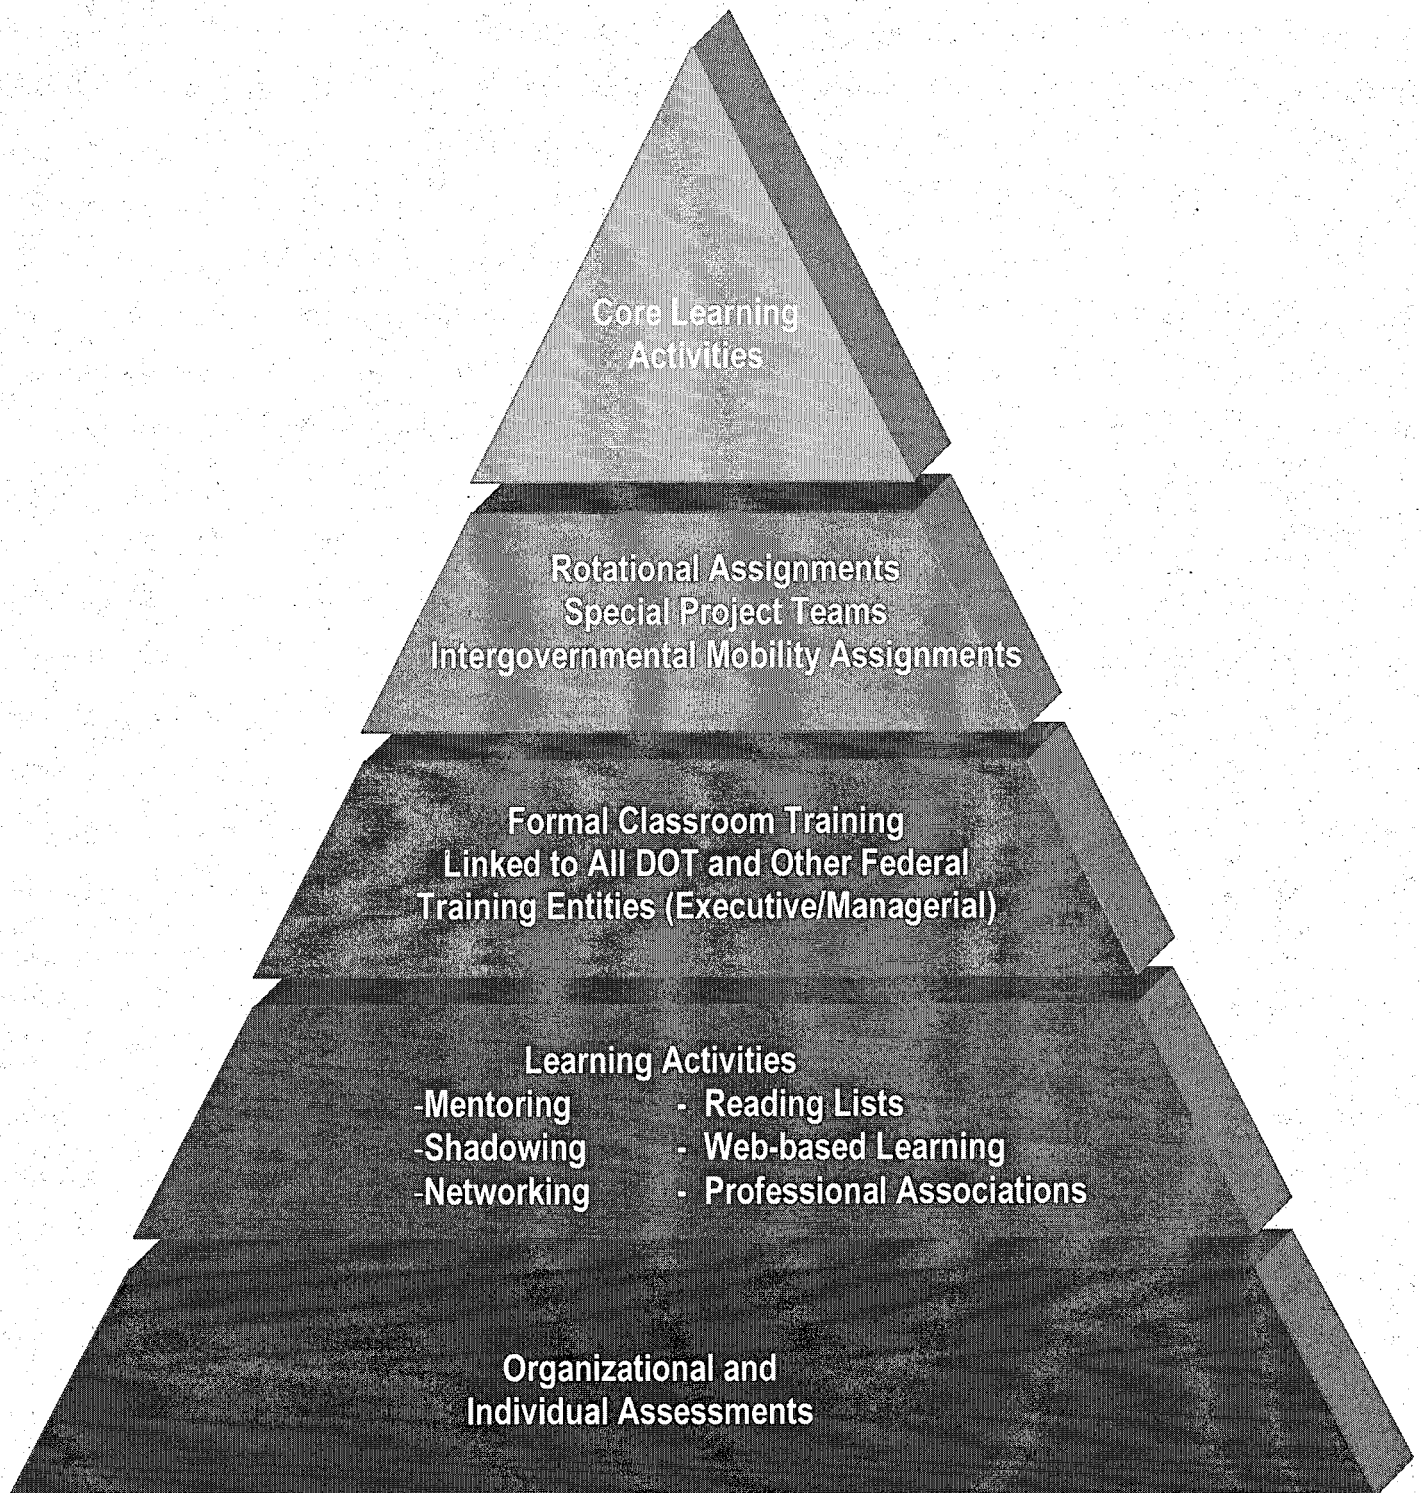 Core Learning
Activities
Rotational Assignments
Special Project Teams
Intergovernmental Mobility Assignments
Formal Classroom Training
Linked to All DOT and Other Federal
Training Entities (Executive/Managerial)
Learning Activities
-Mentoring - Reading Lists
-Shadowing - Web-based Learning
-Networking - Professional Associations
Organizational and
Individual Assessments